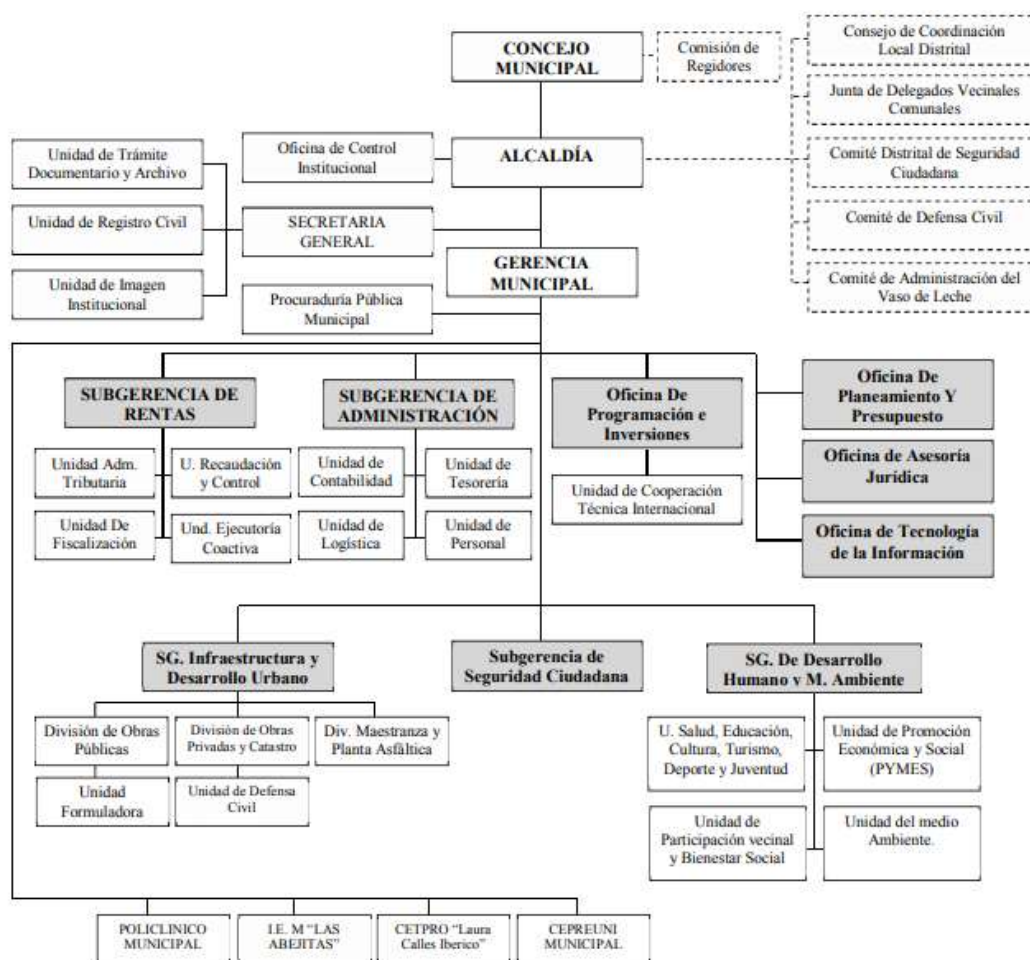 CONCEJO
MUNICIPAL
Comisión de
Regidores
Consejo de Coordinación
Local Distrital
Junta de Delegados Vecinales
Comunales
Unidad de Trámite
Documentario y Archivo
Oficina de Control
Institucional
ALCALDÍA
Comité Distrital de Seguridad
Ciudadana
Unidad de Registro Civil
SECRETARIA
GENERAL
Comité de Defensa Civil
GERENCIA
MUNICIPAL
Unidad de Imagen
Institucional
Procuraduría Pública
Municipal
Comité de Administración del
Vaso de Leche
SUBGERENCIA DE
RENTAS
SUBGERENCIA DE
ADMINISTRACIÓN
Oficina De
Programación e
Inversiones
Oficina De
Planeamiento Y
Presupuesto
Unidad Adm.
Tributaria
U. Recaudación
y Control
Unidad de
Contabilidad
Unidad de
Tesorería
Oficina de Asesoría
Jurídica
Unidad De
Fiscalización
Und. Ejecutoría
Coactiva
Unidad de
Logística
Unidad de
Personal
Unidad de Cooperación
Técnica Internacional
Oficina de Tecnología
de la Información
SG. Infraestructura y
Desarrollo Urbano
Subgerencia de
Seguridad Ciudadana
SG. De Desarrollo
Humano y M. Ambiente
División de Obras
Públicas
División de Obras
Privadas y Catastro
Div. Maestranza y
Planta Asfáltica
U. Salud, Educación,
Cultura, Turismo,
Deporte y Juventud
Unidad de Promoción
Económica y Social
(PYMES)
Unidad
Formuladora
Unidad de Defensa
Civil
Unidad de
Participación vecinal
y Bienestar Social
Unidad del medio
Ambiente.
POLICLINICO
MUNICIPAL
I.E. M “LAS
ABEJITAS”
CETPRO “Laura
Calles Iberico”
CEPREUNI
MUNICIPAL